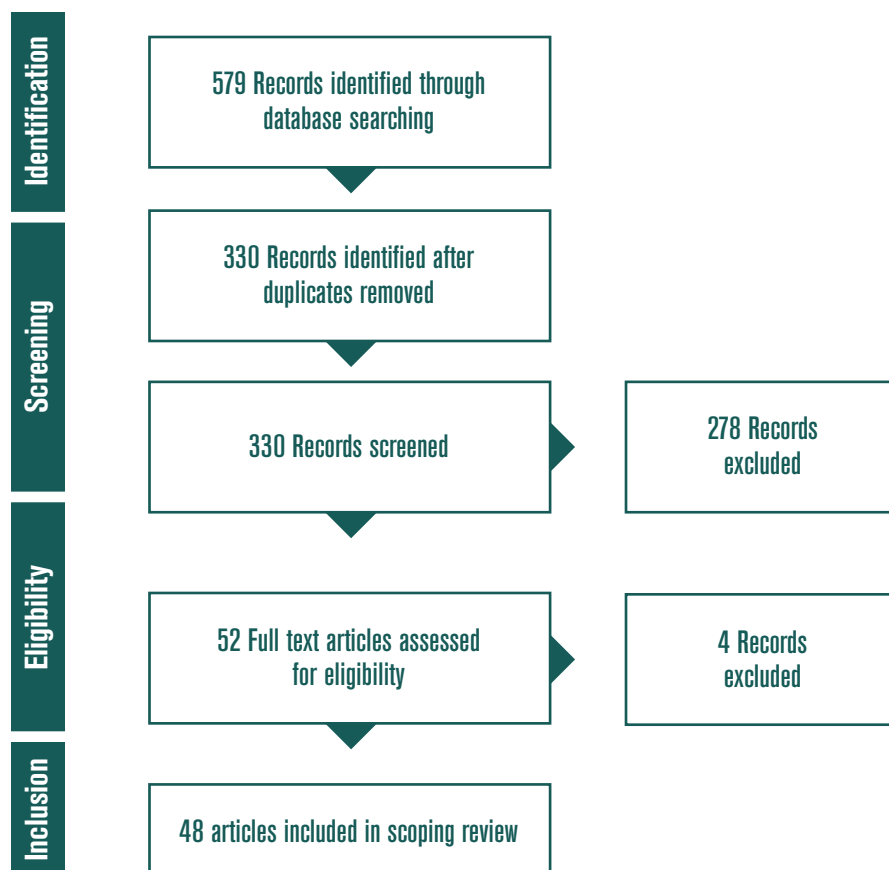 Identification
579 Records identified through
database searching
Screening
330 Records identified after
duplicates removed
330 Records screened
278 Records
excluded
Eligibility
52 Full text articles assessed
for eligibility
4 Records
excluded
Inclusion
48 articles included in scoping review